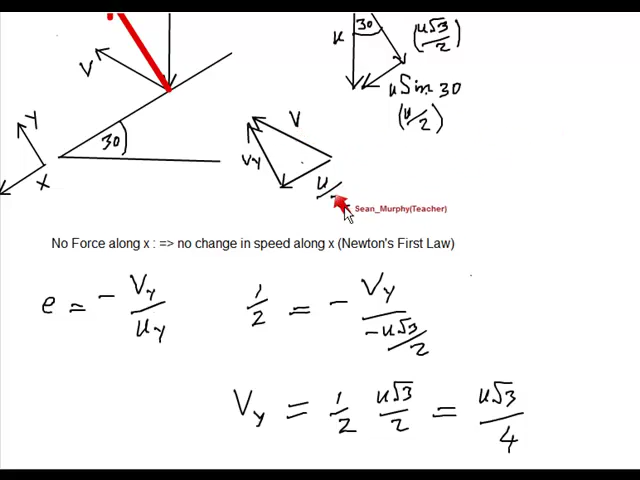 30
u
(u√3/2)
V
u Sin 30
(u/2)
Y
30
X
V
Vy
u/
Sean_Murphy(Teacher)
No Force along x : => no change in speed along x (Newton's First Law)
e = - Vy/uy    1/2 = - Vy/-u√3/2
Vy = 1/2 u√3/2 = u√3/4